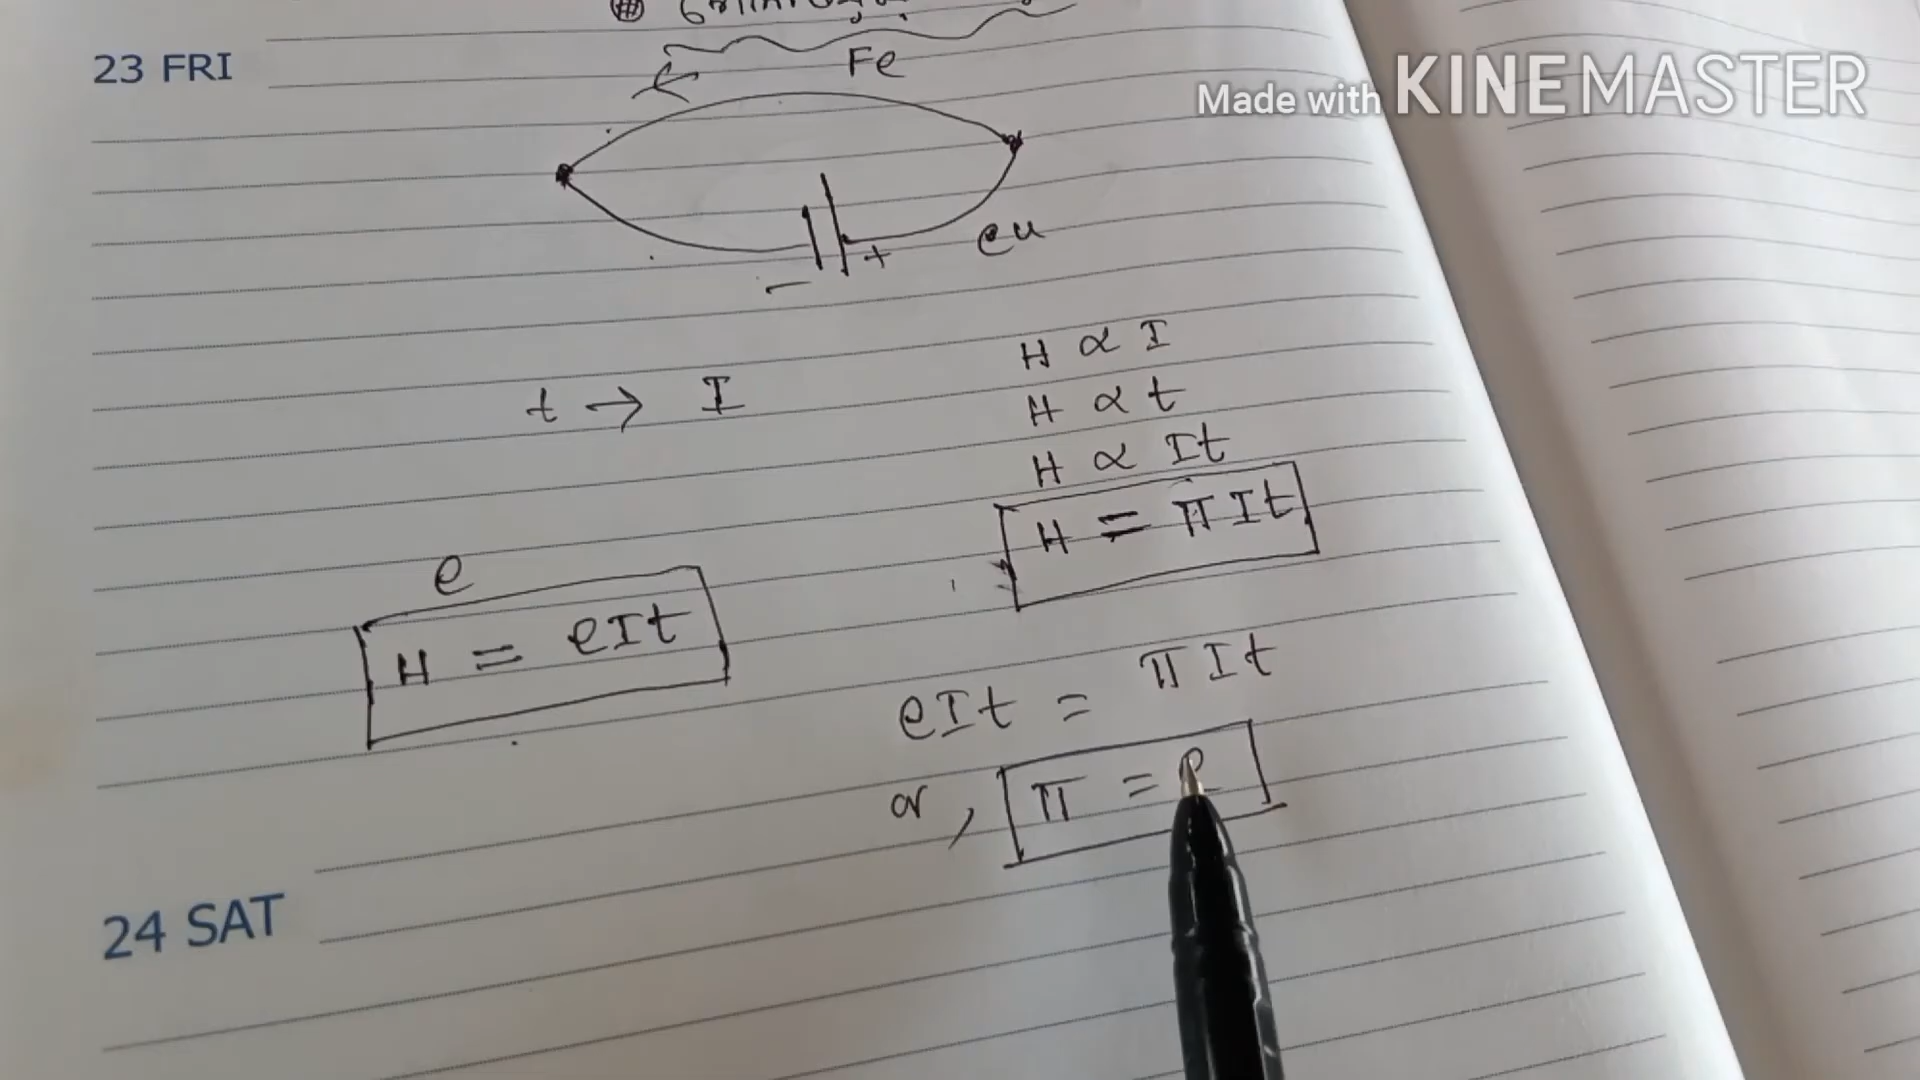 23 FRI
Made with KINEMASTER
Fe
- + cu
H ∝ I
t → I
H ∝ t
H ∝ It
H = πIt
e
H = eIt
eIt = πIt
or, π = e
24 SAT